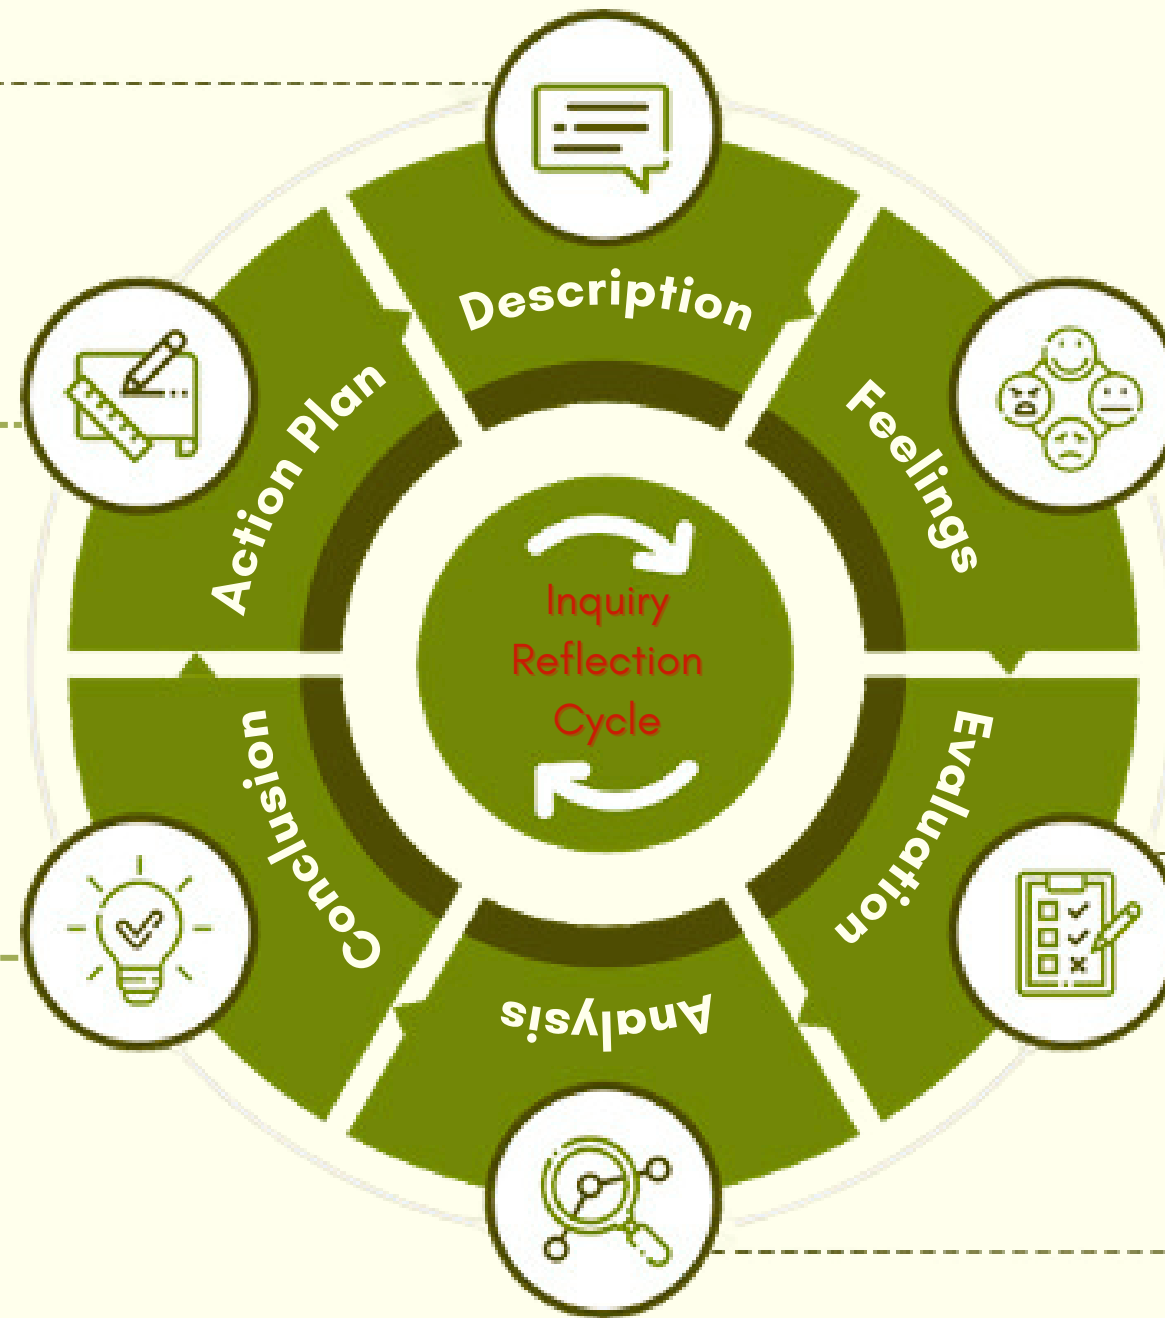 Description
Feelings
Evaluation
Analysis
Conclusion
Action Plan
Inquiry
Reflection
Cycle